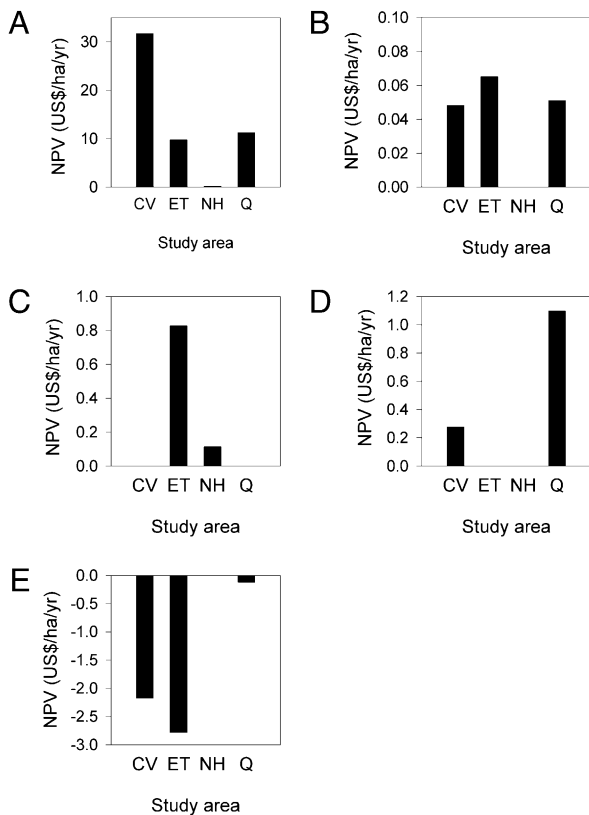 A
NPV (US$/ha/yr)
30
20
10
0
CV ET NH Q
Study area
B
NPV (US$/ha/yr)
0.10
0.08
0.06
0.04
0.02
0.00
CV ET NH Q
Study area
C
NPV (US$/ha/yr)
1.0
0.8
0.6
0.4
0.2
0.0
CV ET NH Q
Study area
D
NPV (US$/ha/yr)
1.2
1.0
0.8
0.6
0.4
0.2
0.0
CV ET NH Q
Study area
E
NPV (US$/ha/yr)
0.0
-0.5
-1.0
-1.5
-2.0
-2.5
-3.0
CV ET NH Q
Study area